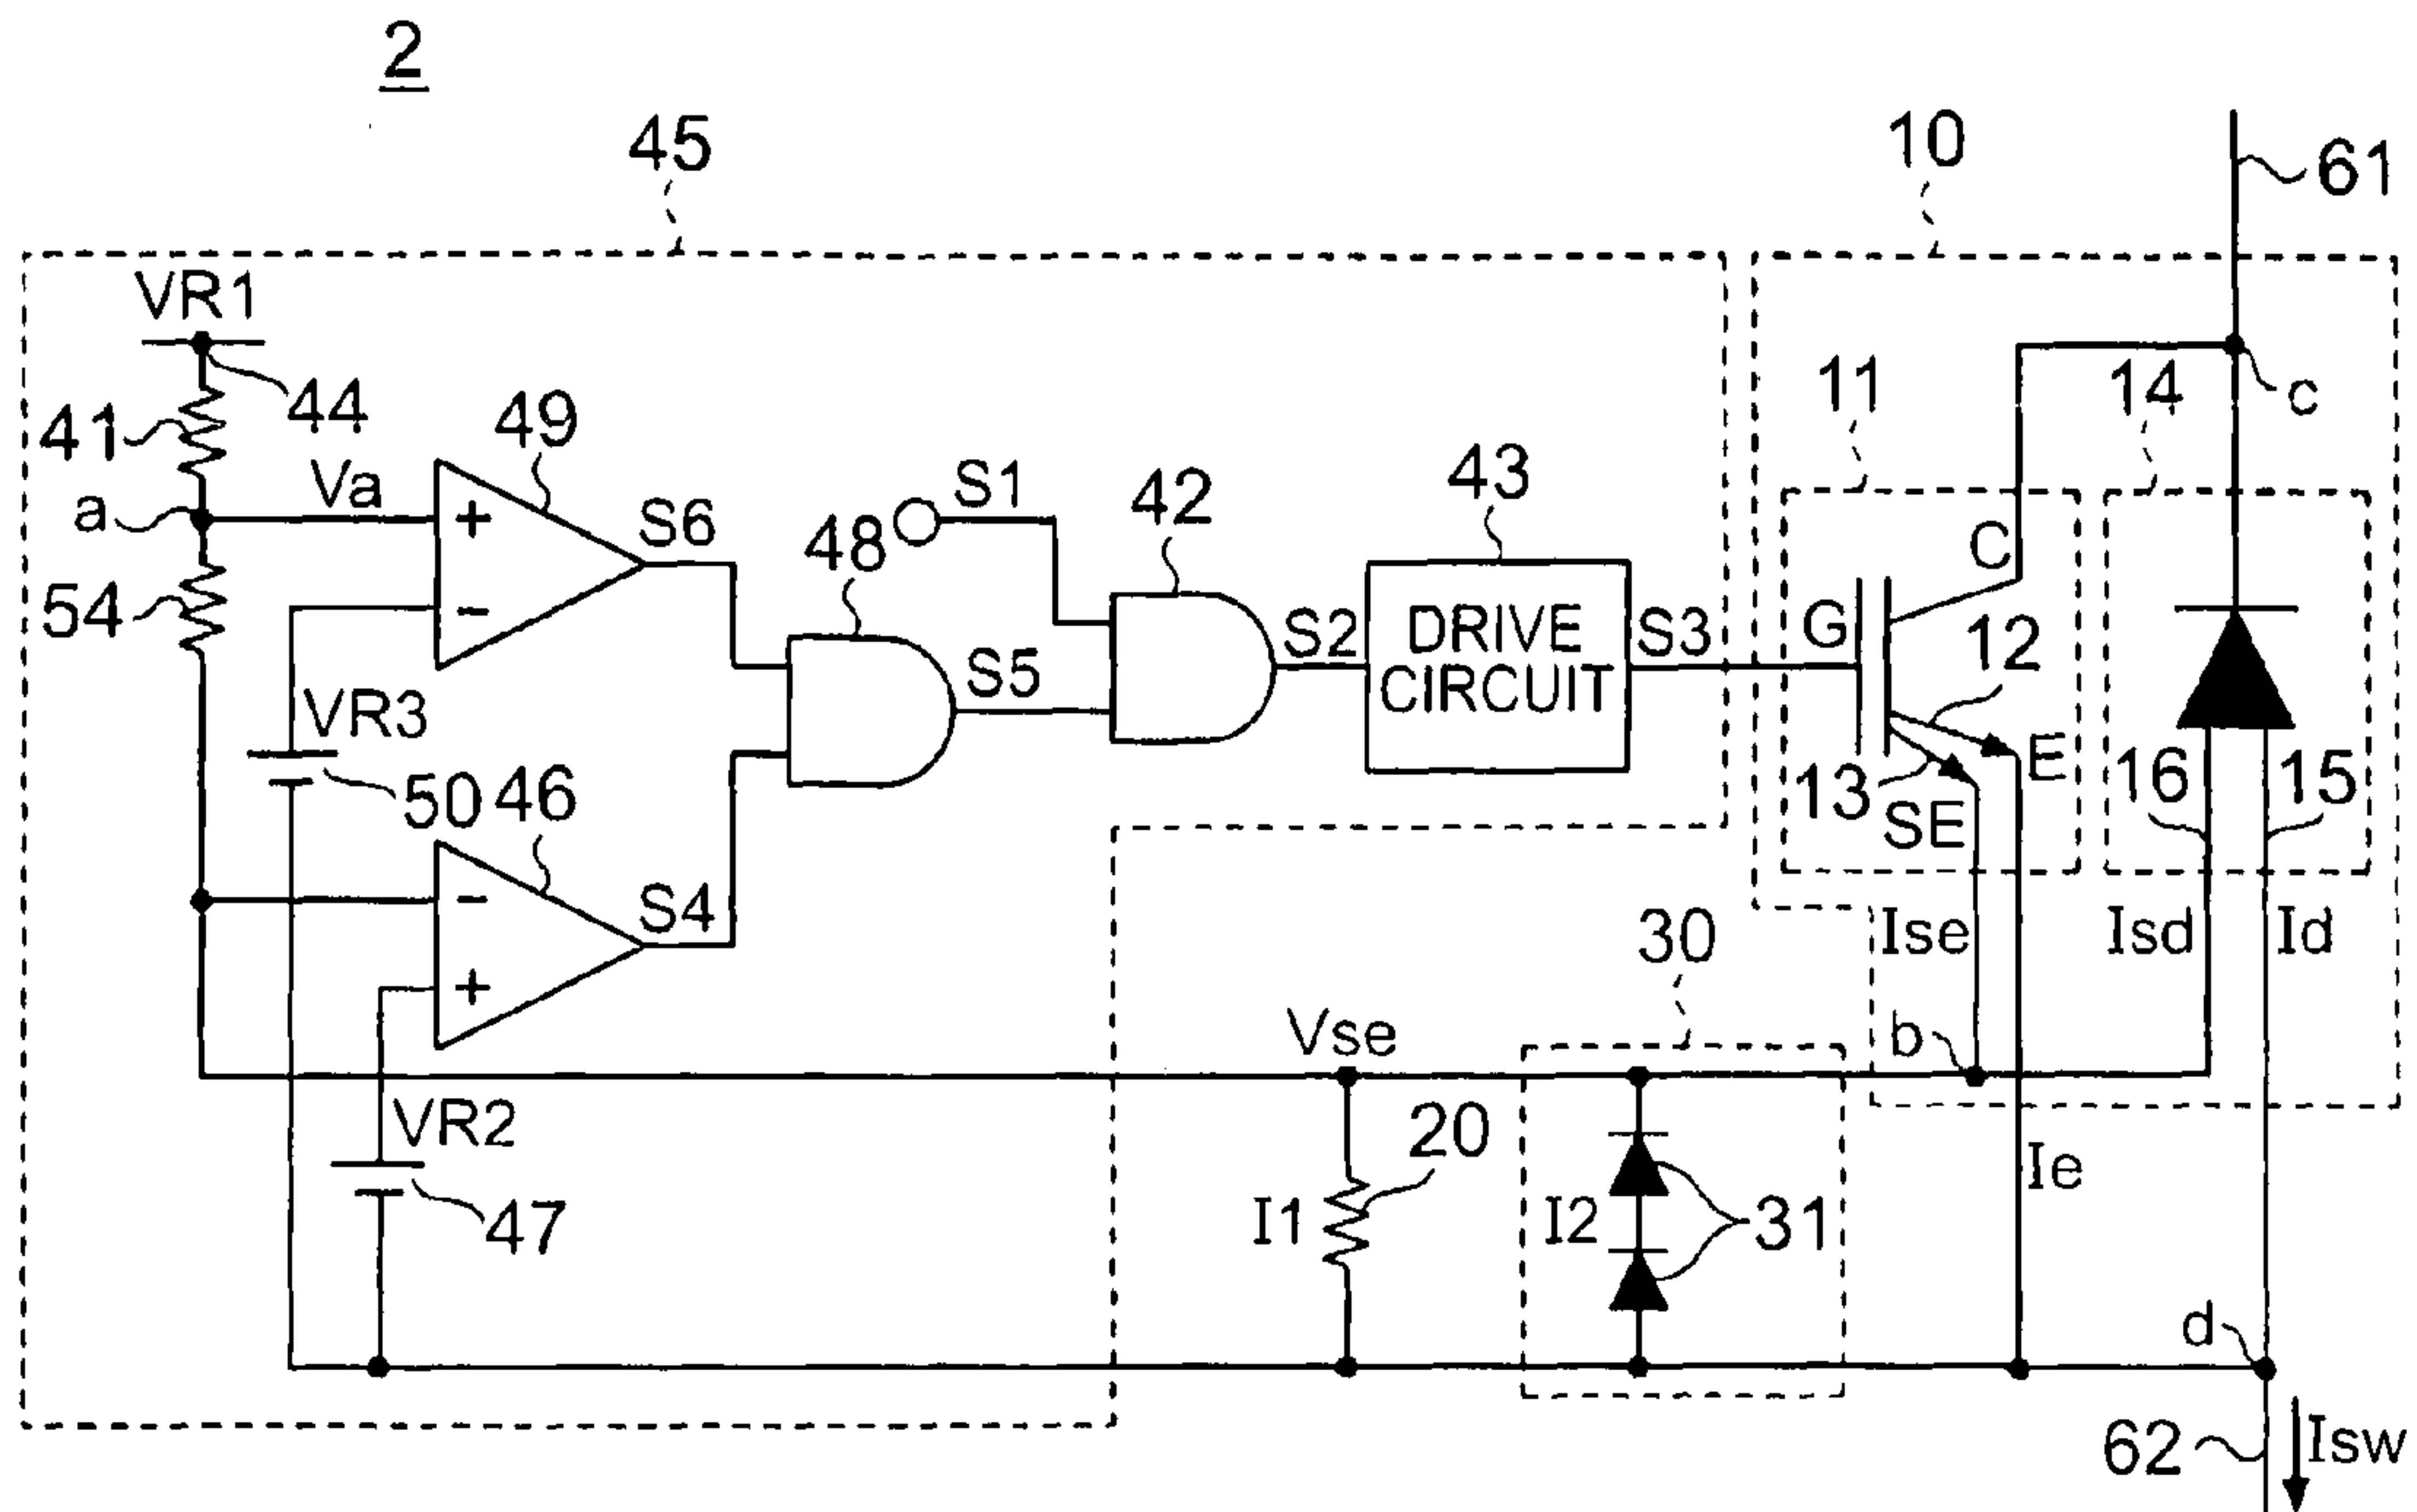 2
45
10
61
VR1
44
41
49
11
14
c
Va
S1
42
43
a
S6
48
C
54
S2
DRIVE
CIRCUIT
S3
G
12
S5
VR3
50
46
13
SE
E
16
15
S4
30
Ise
Isd
Id
Vse
b
VR2
20
Ie
47
I1
I2
31
d
62
Isw
+
-
-
+